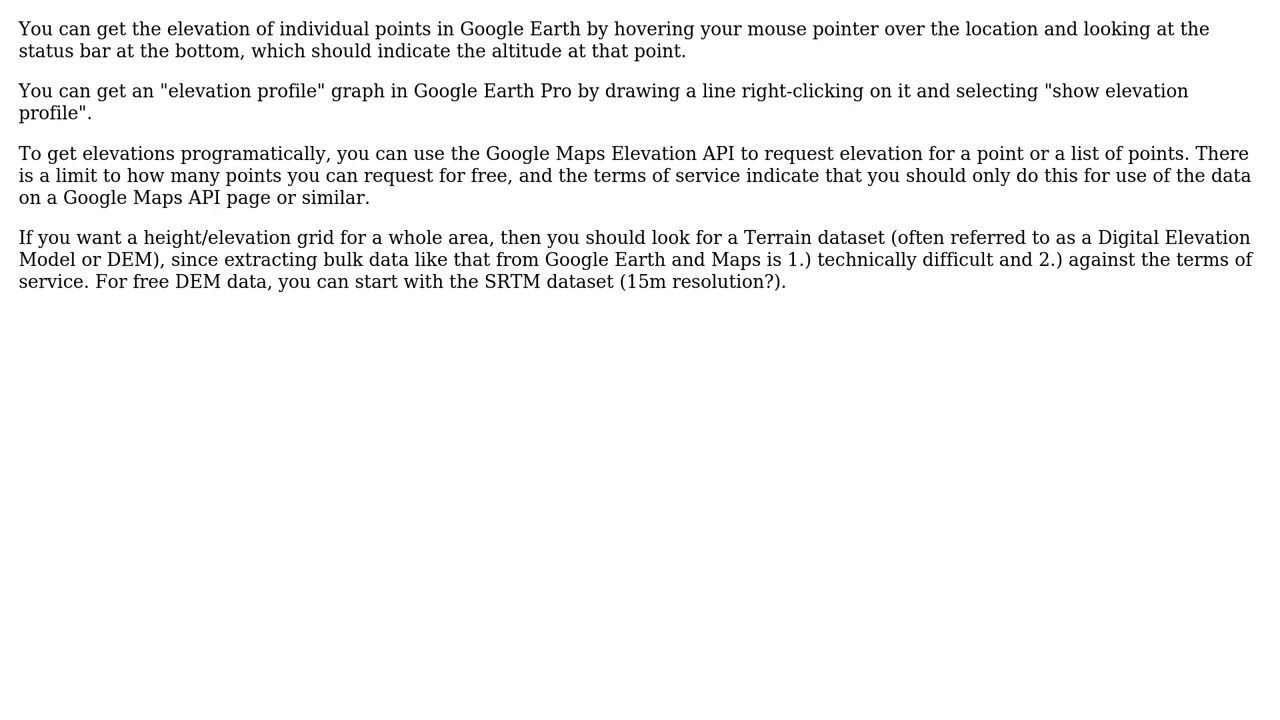 You can get the elevation of individual points in Google Earth by hovering your mouse pointer over the location and looking at the
status bar at the bottom, which should indicate the altitude at that point.
You can get an "elevation profile" graph in Google Earth Pro by drawing a line right-clicking on it and selecting "show elevation
profile".
To get elevations programatically, you can use the Google Maps Elevation API to request elevation for a point or a list of points. There
is a limit to how many points you can request for free, and the terms of service indicate that you should only do this for use of the data
on a Google Maps API page or similar.
If you want a height/elevation grid for a whole area, then you should look for a Terrain dataset (often referred to as a Digital Elevation
Model or DEM), since extracting bulk data like that from Google Earth and Maps is 1.) technically difficult and 2.) against the terms of
service. For free DEM data, you can start with the SRTM dataset (15m resolution?).